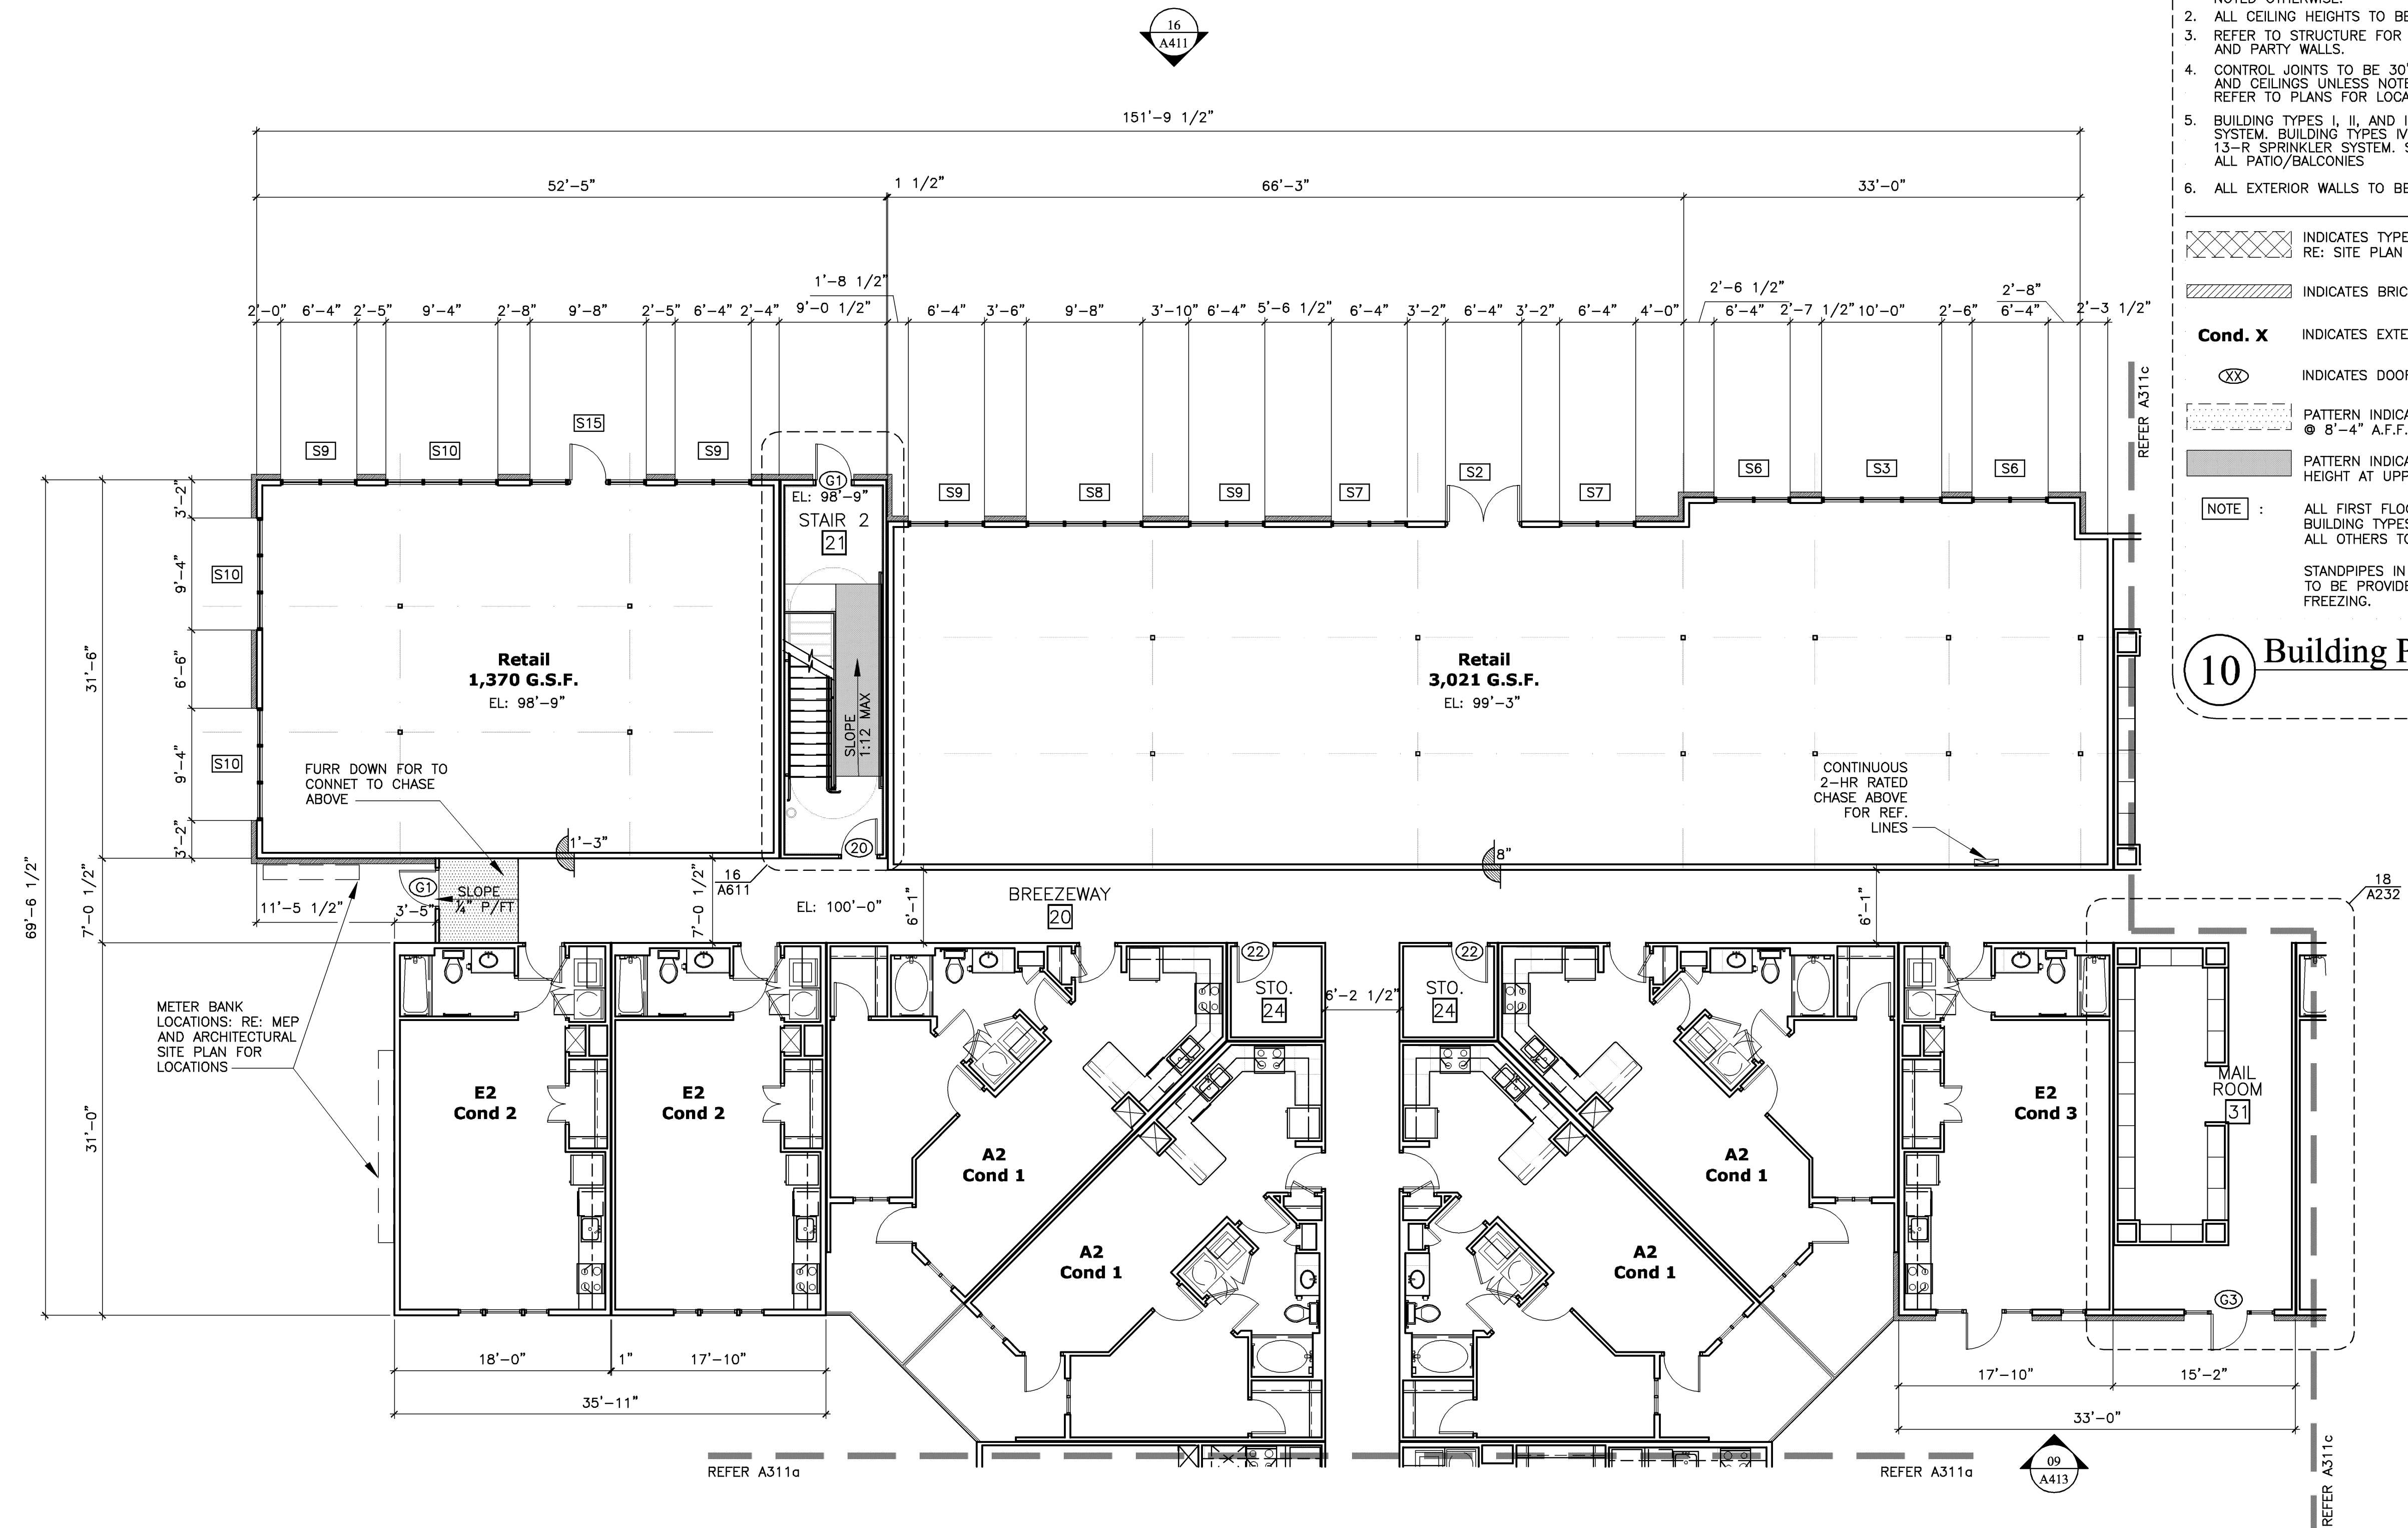 16
A411
151'-9 1/2"
52'-5"
1 1/2"
66'-3"
33'-0"
1'-8 1/2"
2'-6 1/2"
2'-8"
2'-0" 6'-4" 2'-5" 9'-4" 2'-8" 9'-8" 2'-5" 6'-4" 2'-4" 9'-0 1/2" 6'-4" 3'-6" 9'-8" 3'-10" 6'-4" 5'-6 1/2" 6'-4" 3'-2" 6'-4" 3'-2" 6'-4" 4'-0" 6'-4" 2'-7 1/2" 10'-0" 2'-6" 6'-4" 2'-3 1/2"
S15
S9
S10
S9
G1
EL: 98'-9"
STAIR 2
21
S9
S8
S9
S7
S2
S7
S6
S3
S6
REFER A311c
3'-2"
9'-4"
6'-6"
9'-4"
3'-2"
S10
S10
31'-6"
69'-6 1/2"
7'-0 1/2"
31'-0"
Retail
1,370 G.S.F.
EL: 98'-9"
SLOPE
1:12 MAX
Retail
3,021 G.S.F.
EL: 99'-3"
FURR DOWN FOR TO
CONNET TO CHASE
ABOVE
CONTINUOUS
2-HR RATED
CHASE ABOVE
FOR REF.
LINES
1'-3"
20
8"
16
A611
G1
SLOPE
¼" P/FT
11'-5 1/2"
3'-5"
7'-0 1/2"
EL: 100'-0"
6'-1"
BREEZEWAY
20
6'-1"
18
A232
METER BANK
LOCATIONS: RE: MEP
AND ARCHITECTURAL
SITE PLAN FOR
LOCATIONS
22
STO.
24
6'-2 1/2"
22
STO.
24
E2
Cond 2
E2
Cond 2
A2
Cond 1
A2
Cond 1
A2
Cond 1
A2
Cond 1
E2
Cond 3
MAIL
ROOM
31
G3
18'-0"
1"
17'-10"
35'-11"
17'-10"
15'-2"
33'-0"
REFER A311a
REFER A311a
09
A413
REFER A311c
NOTED OTHERWISE.
2. ALL CEILING HEIGHTS TO BE
3. REFER TO STRUCTURE FOR
AND PARTY WALLS.
4. CONTROL JOINTS TO BE 30'
AND CEILINGS UNLESS NOTE
REFER TO PLANS FOR LOCA
5. BUILDING TYPES I, II, AND I
SYSTEM. BUILDING TYPES IV
13-R SPRINKLER SYSTEM. S
ALL PATIO/BALCONIES
6. ALL EXTERIOR WALLS TO BE
INDICATES TYPE
RE: SITE PLAN
INDICATES BRIC
Cond. X INDICATES EXTE
XX INDICATES DOOR
PATTERN INDICA
@ 8'-4" A.F.F.
PATTERN INDICA
HEIGHT AT UPP
NOTE : ALL FIRST FLOO
BUILDING TYPES
ALL OTHERS TO
STANDPIPES IN
TO BE PROVIDE
FREEZING.
10 Building P